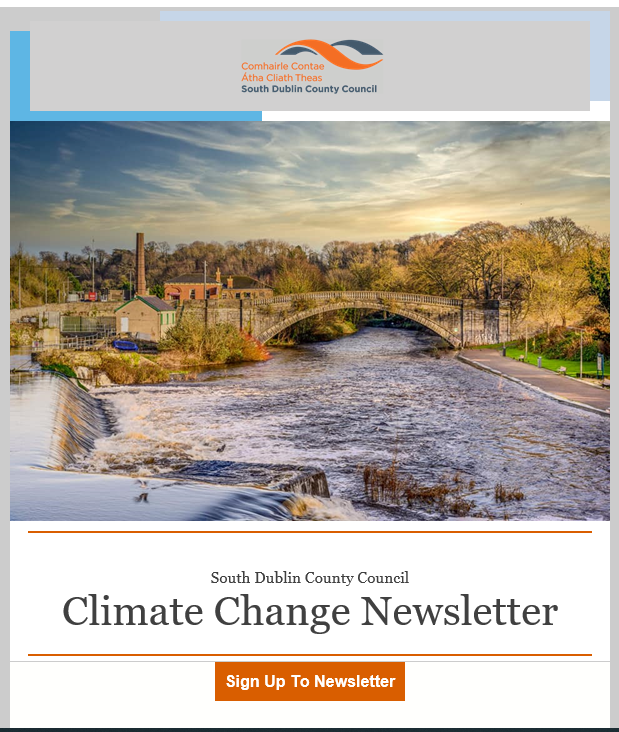 Comhairle Contae
Átha Cliath Theas
South Dublin County Council
South Dublin County Council
Climate Change Newsletter
Sign Up To Newsletter